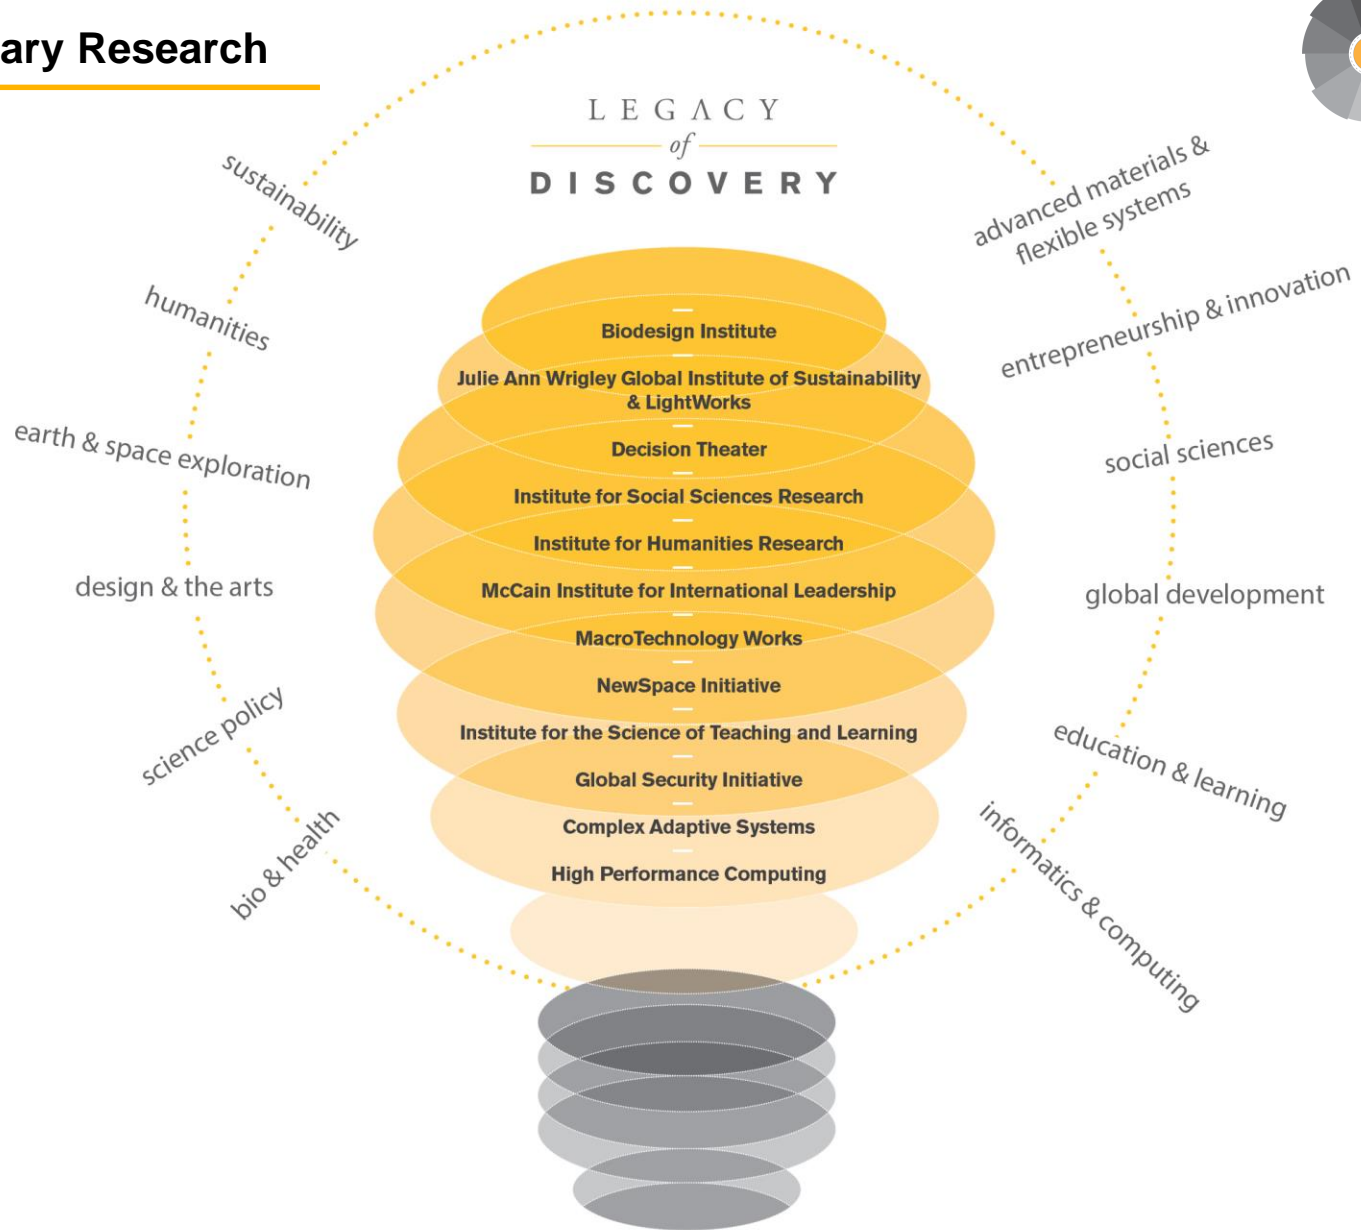 ary Research
LEGACY
of
DISCOVERY
sustainability
humanities
earth & space exploration
design & the arts
science policy
bio & health
Biodesign Institute
Julie Ann Wrigley Global Institute of Sustainability
& LightWorks
Decision Theater
Institute for Social Sciences Research
Institute for Humanities Research
McCain Institute for International Leadership
MacroTechnology Works
NewSpace Initiative
Institute for the Science of Teaching and Learning
Global Security Initiative
Complex Adaptive Systems
High Performance Computing
advanced materials &
flexible systems
entrepreneurship & innovation
social sciences
global development
education & learning
informatics & computing